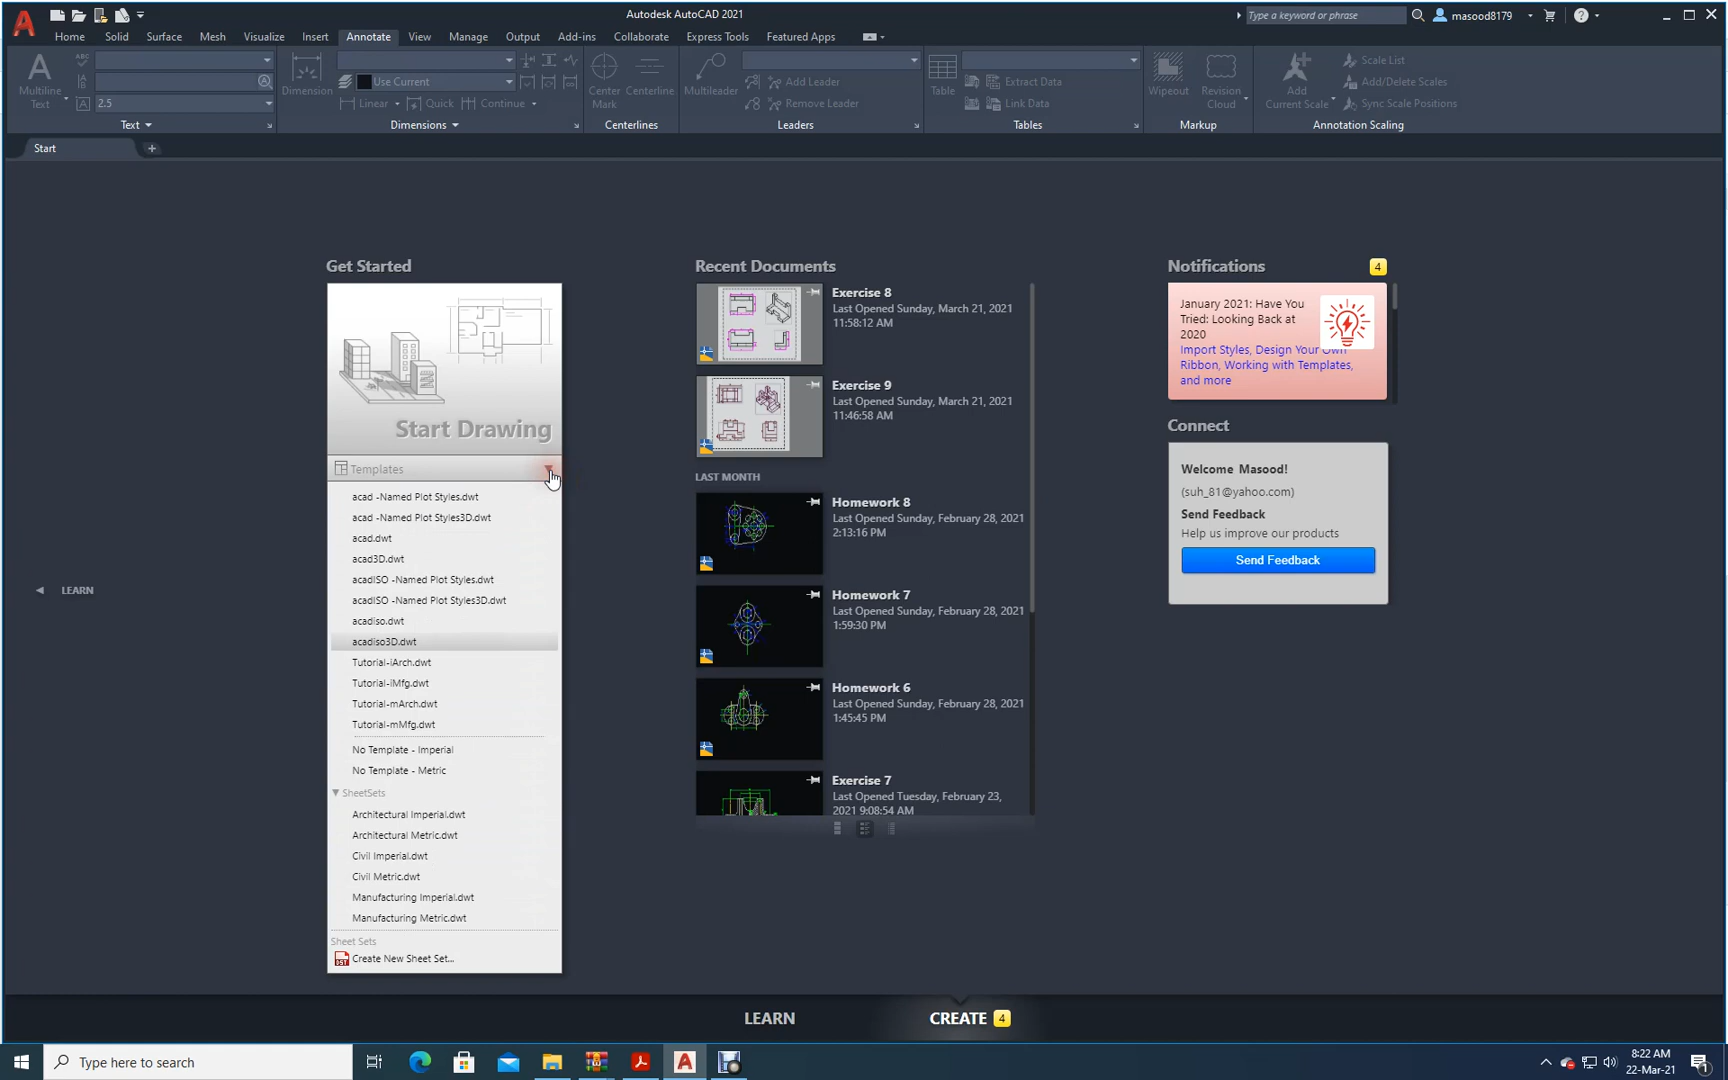 Autodesk AutoCAD 2021
Type a keyword or phrase
masood8179
Home
Solid
Surface
Mesh
Visualize
Insert
Annotate
View
Manage
Output
Add-ins
Collaborate
Express Tools
Featured Apps
Multiline
Text
2.5
Text
Dimension
Use Current
Linear
Quick
Continue
Dimensions
Center
Mark
Centerline
Centerlines
Multileader
Add Leader
Remove Leader
Leaders
Table
Extract Data
Link Data
Tables
Wipeout
Revision
Cloud
Markup
Add
Current Scale
Scale List
Add/Delete Scales
Sync Scale Positions
Annotation Scaling
Start
LEARN
Get Started
Start Drawing
Templates
acad -Named Plot Styles.dwt
acad -Named Plot Styles3D.dwt
acad.dwt
acad3D.dwt
acadISO -Named Plot Styles.dwt
acadISO -Named Plot Styles3D.dwt
acadiso.dwt
acadiso3D.dwt
Tutorial-iArch.dwt
Tutorial-iMfg.dwt
Tutorial-mArch.dwt
Tutorial-mMfg.dwt
No Template - Imperial
No Template - Metric
SheetSets
Architectural Imperial.dwt
Architectural Metric.dwt
Civil Imperial.dwt
Civil Metric.dwt
Manufacturing Imperial.dwt
Manufacturing Metric.dwt
Sheet Sets
Create New Sheet Set...
Recent Documents
Exercise 8
Last Opened Sunday, March 21, 2021
11:58:12 AM
Exercise 9
Last Opened Sunday, March 21, 2021
11:46:58 AM
LAST MONTH
Homework 8
Last Opened Sunday, February 28, 2021
2:13:16 PM
Homework 7
Last Opened Sunday, February 28, 2021
1:59:30 PM
Homework 6
Last Opened Sunday, February 28, 2021
1:45:45 PM
Exercise 7
Last Opened Tuesday, February 23,
2021 9:08:54 AM
Notifications
4
January 2021: Have You
Tried: Looking Back at
2020
Import Styles, Design Your Own
Ribbon, Working with Templates,
and more
Connect
Welcome Masood!
(suh_81@yahoo.com)
Send Feedback
Help us improve our products
Send Feedback
LEARN
CREATE 4
Type here to search
8:22 AM
22-Mar-21
1